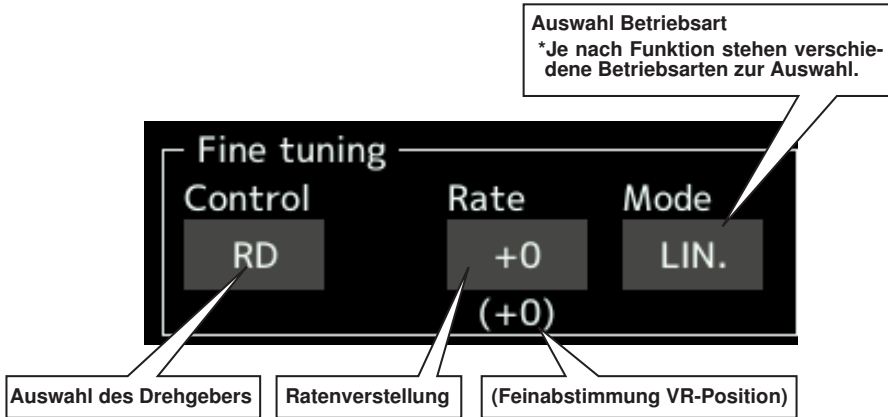 Auswahl Betriebsart
*Je nach Funktion stehen verschie-
dene Betriebsarten zur Auswahl.
Fine tuning
Control Rate Mode
RD +0 LIN.
(+0)
Auswahl des Drehgebers Ratenverstellung (Feinabstimmung VR-Position)